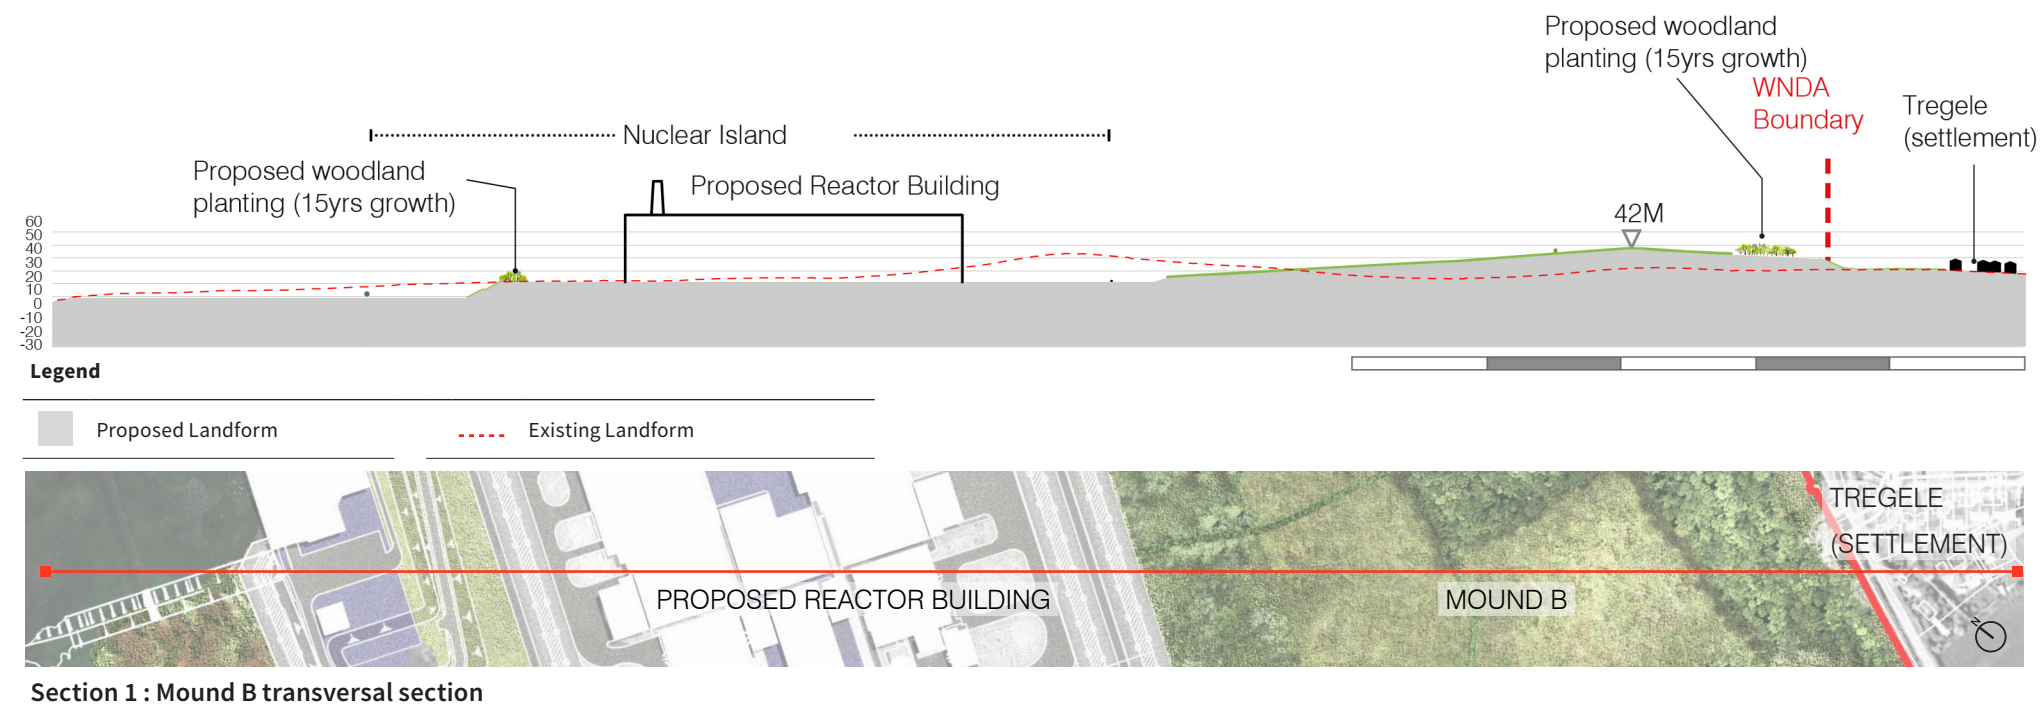 Proposed woodland
planting (15yrs growth)
WNDA
Boundary
Tregele
(settlement)
Nuclear Island
Proposed woodland
planting (15yrs growth)
Proposed Reactor Building
42M
60
50
40
30
20
10
0
-10
-20
-30
Legend
Proposed Landform
Existing Landform
TREGELE
(SETTLEMENT)
PROPOSED REACTOR BUILDING
MOUND B
N
Section 1 : Mound B transversal section